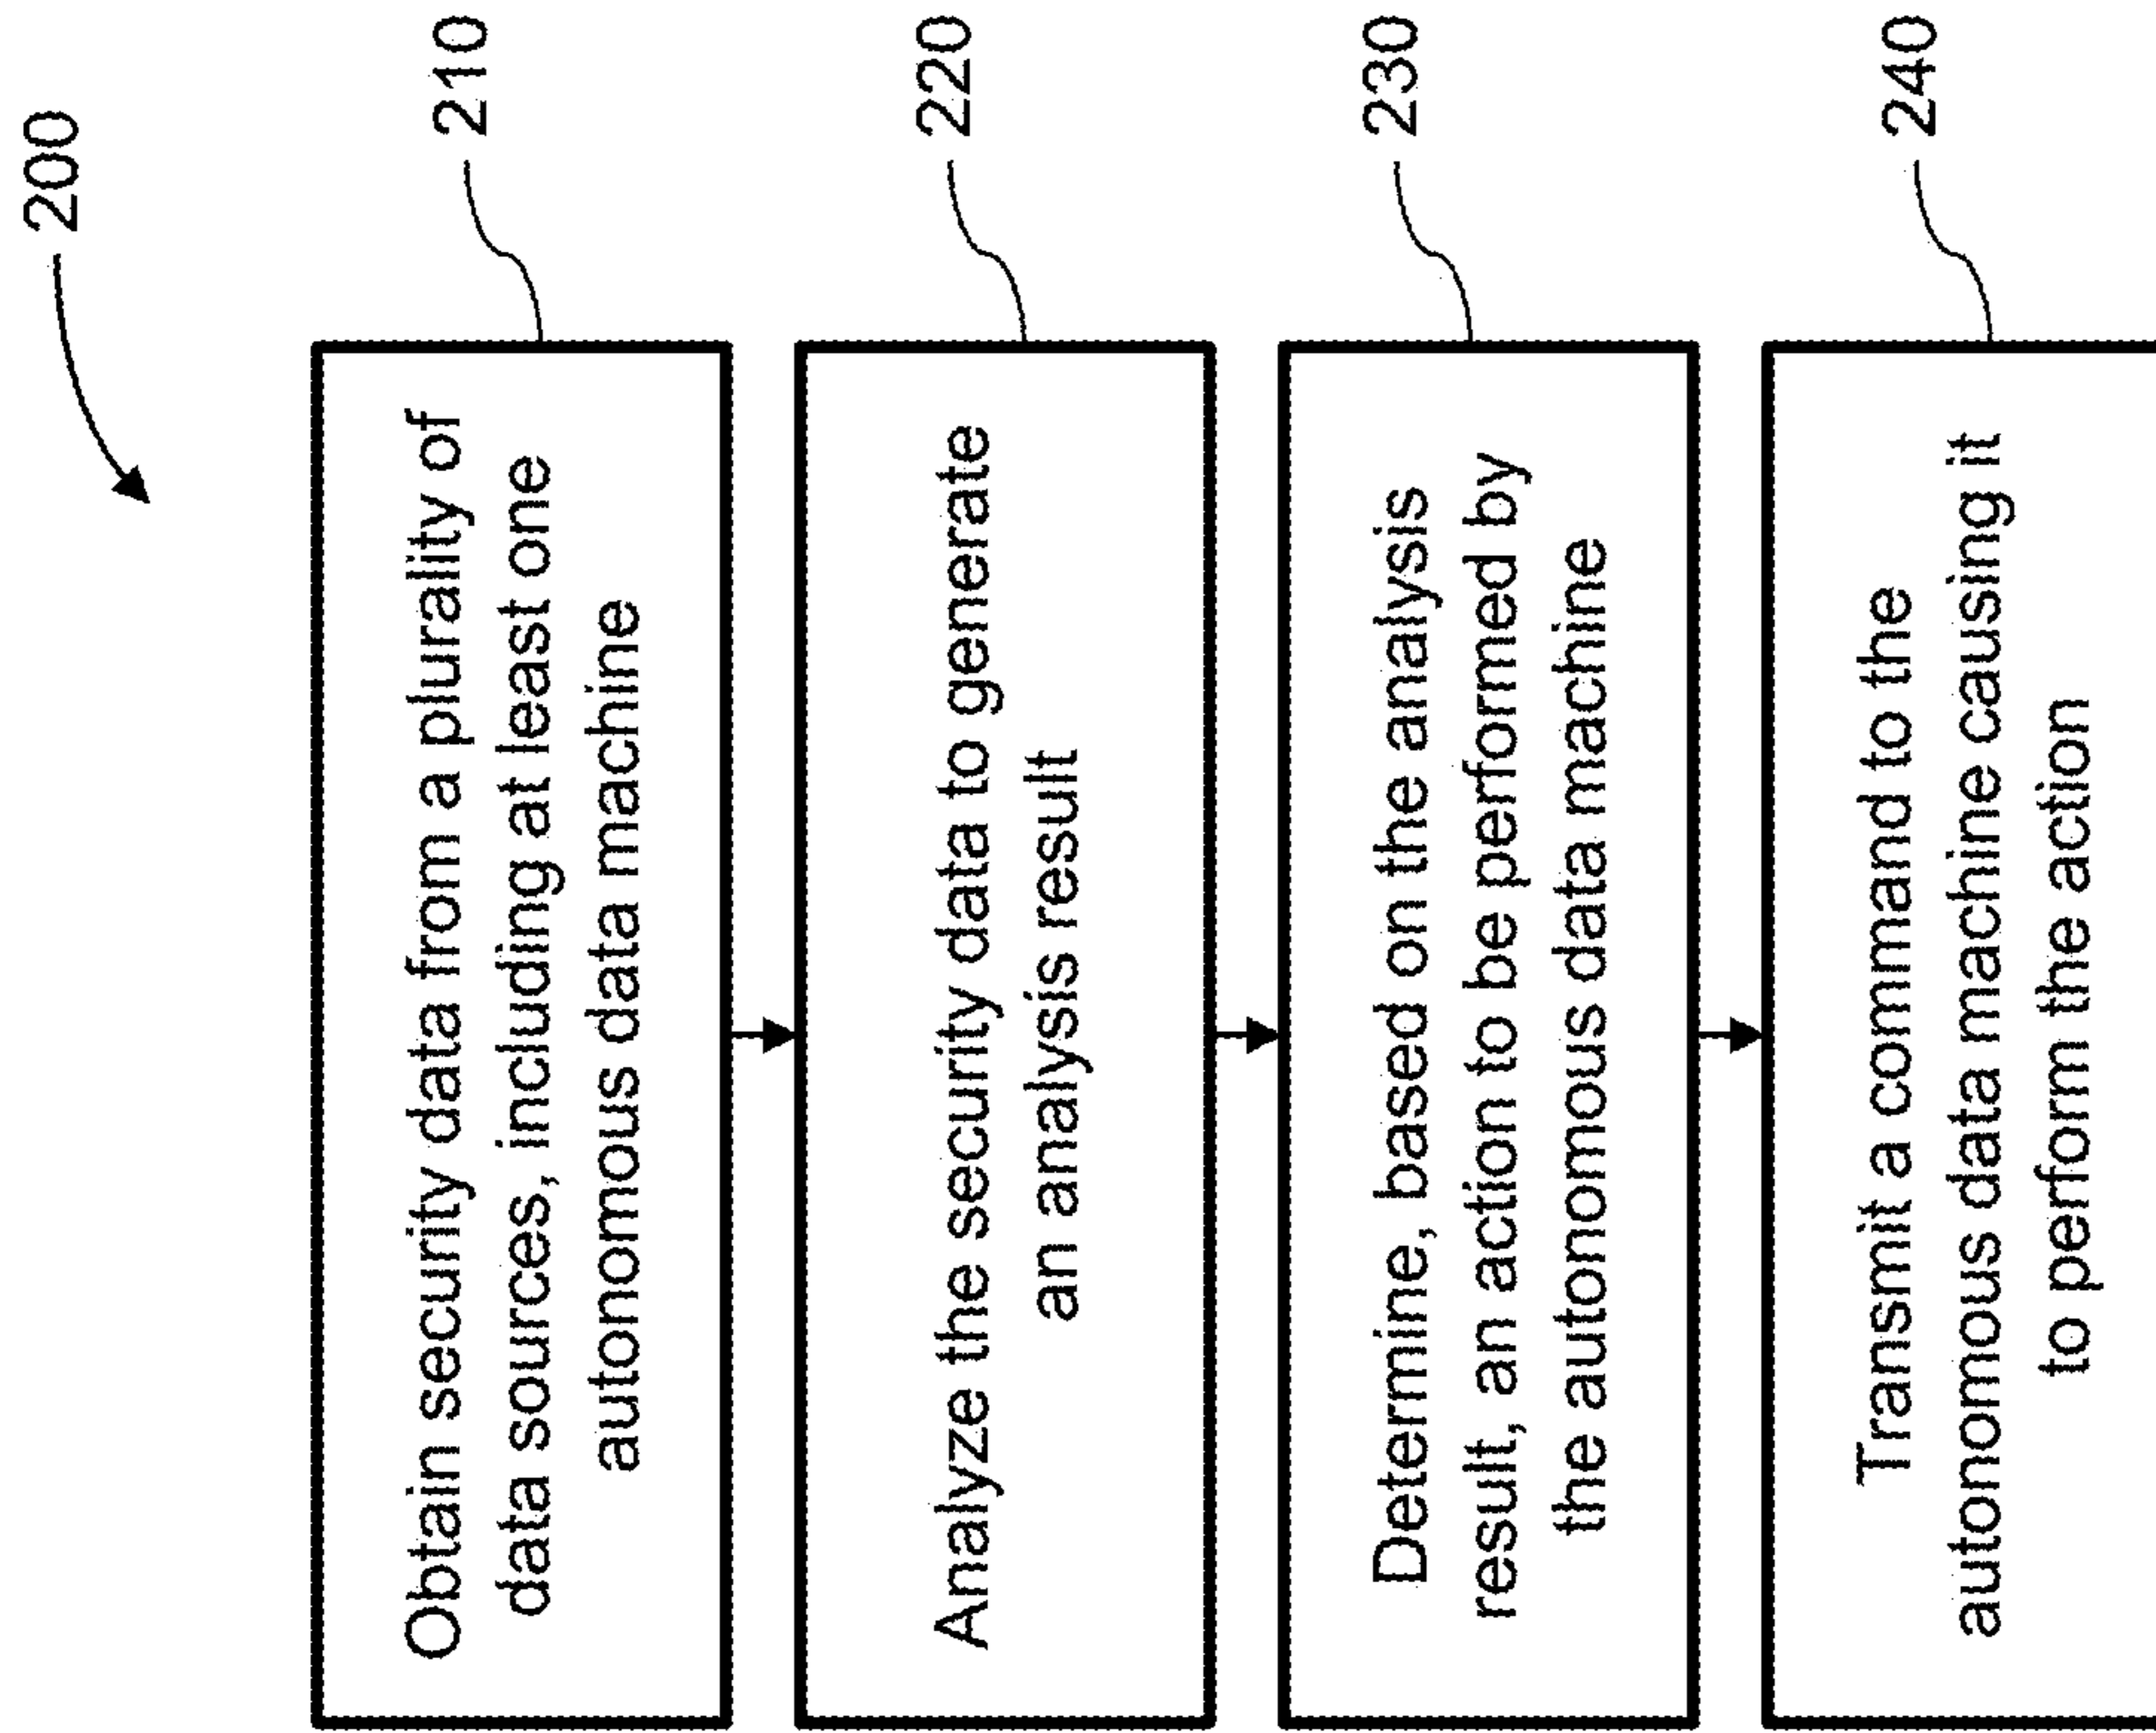 200
Obtain security data from a plurality of
data sources, including at least one
autonomous data machine
210
Analyze the security data to generate
an analysis result
220
Determine, based on the analysis
result, an action to be performed by
the autonomous data machine
230
Transmit a command to the
autonomous data machine causing it
to perform the action
240